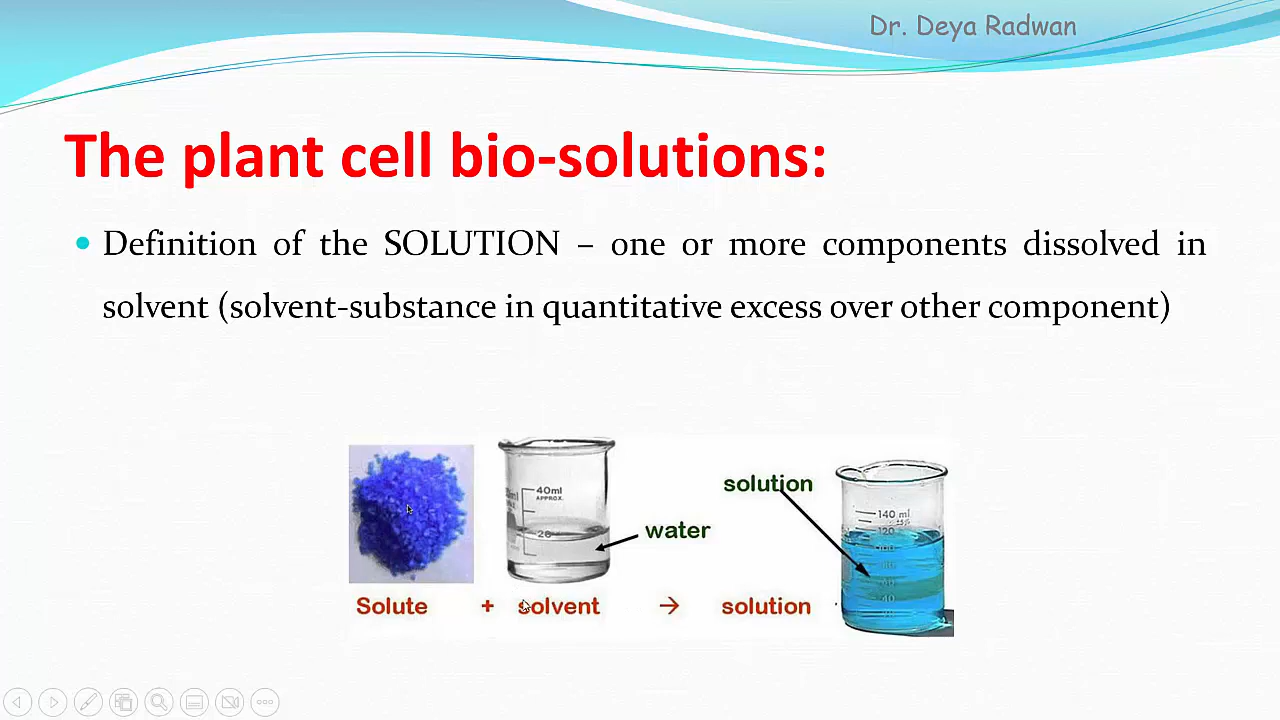 Dr. Deya Radwan
The plant cell bio-solutions:
Definition of the SOLUTION – one or more components dissolved in
solvent (solvent-substance in quantitative excess over other component)
40ml
APPROX.
20
water
solution
140 ml
120
100
Solute + solvent → solution